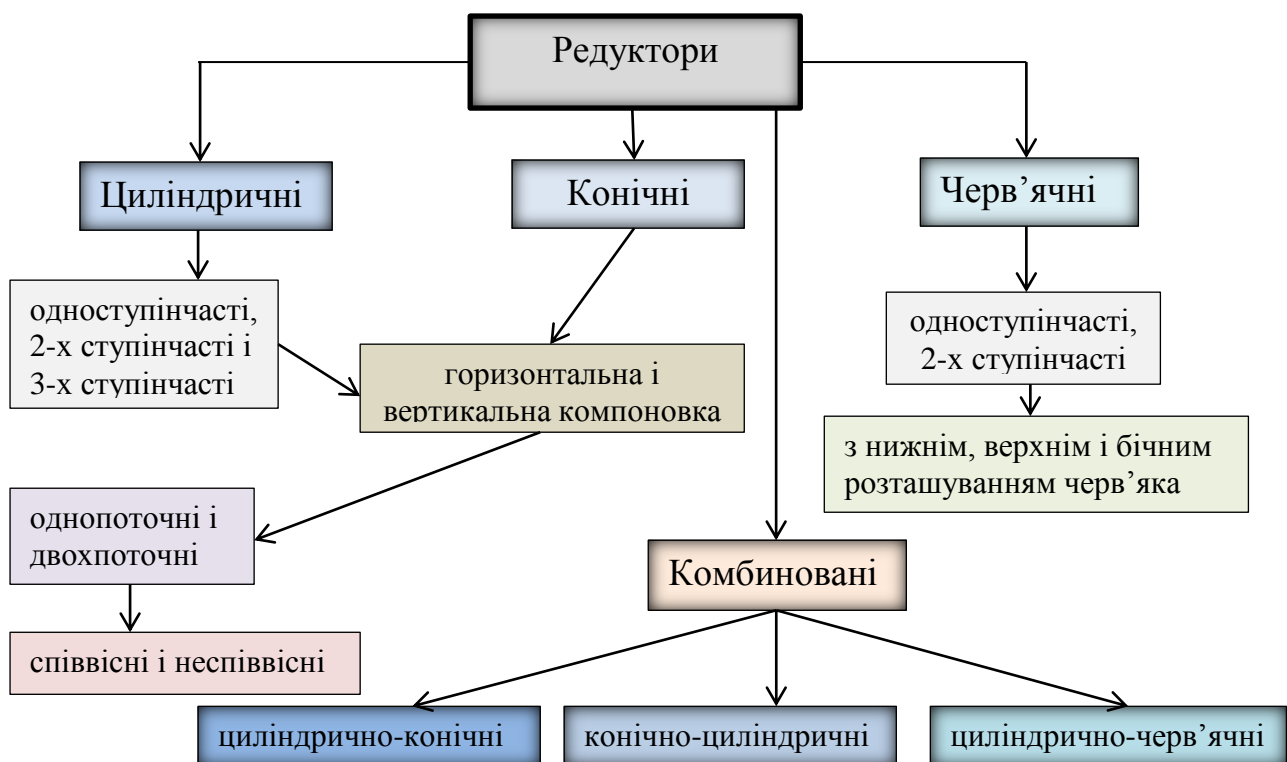 Редуктори
Циліндричні
Конічні
Черв’ячні
одноступінчасті,
2-х ступінчасті і
3-х ступінчасті
горизонтальна і
вертикальна компоновка
одноступінчасті,
2-х ступінчасті
з нижнім, верхнім і бічним
розташуванням черв’яка
однопоточні і
двохпоточні
Комбиновані
співвісні і неспіввісні
циліндрично-конічні
конічно-циліндричні
циліндрично-черв’ячні